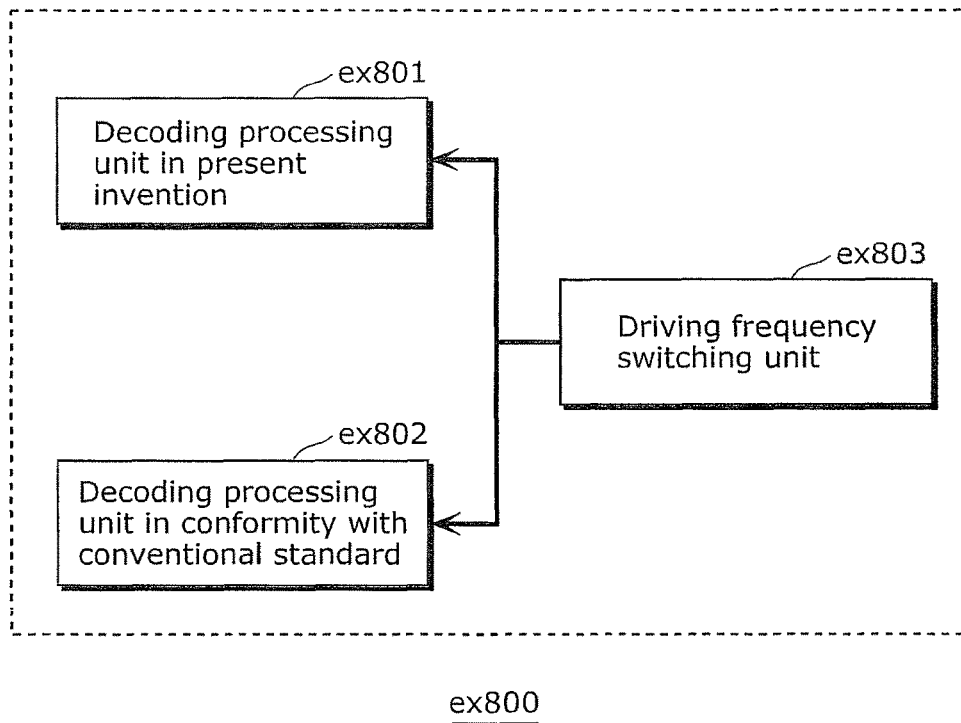 ex801
Decoding processing
unit in present
invention
ex803
Driving frequency
switching unit
ex802
Decoding processing
unit in conformity with
conventional standard
ex800